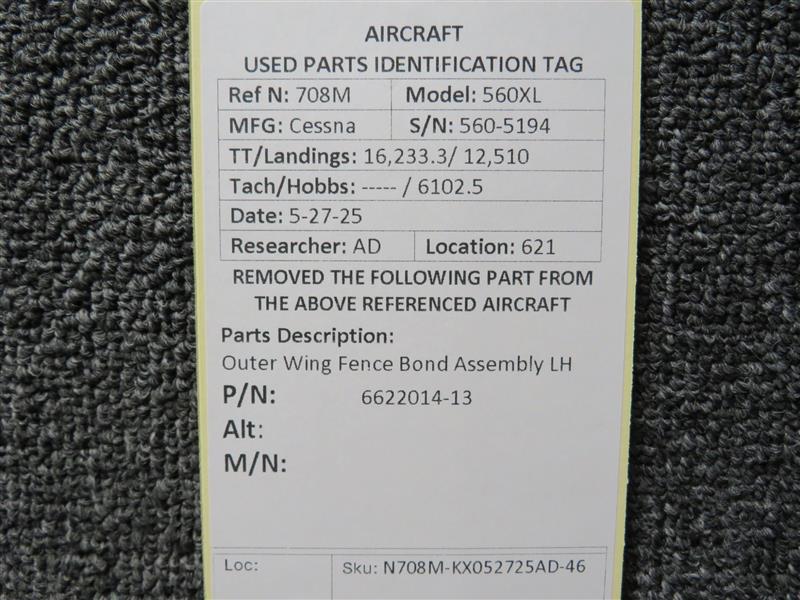 AIRCRAFT
USED PARTS IDENTIFICATION TAG
Ref N: 708M Model: 560XL
MFG: Cessna S/N: 560-5194
TT/Landings: 16,233.3/ 12,510
Tach/Hobbs: ----- / 6102.5
Date: 5-27-25
Researcher: AD Location: 621
REMOVED THE FOLLOWING PART FROM
THE ABOVE REFERENCED AIRCRAFT
Parts Description:
Outer Wing Fence Bond Assembly LH
P/N: 6622014-13
Alt:
M/N:
Loc: Sku: N708M-KX052725AD-46